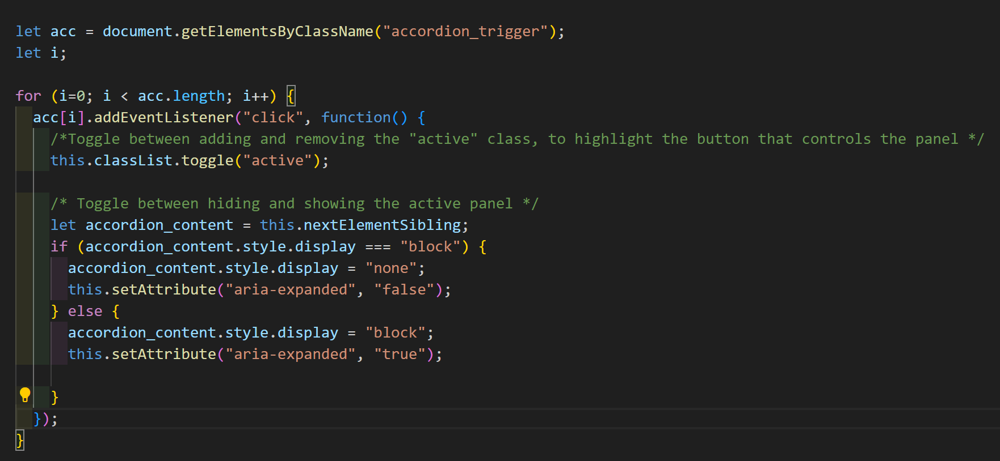 let acc = document.getElementsByClassName("accordion_trigger");
let i;
for (i=0; i < acc.length; i++) {
acc[i].addEventListener("click", function() {
/*Toggle between adding and removing the "active" class, to highlight the button that controls the panel */
this.classList.toggle("active");
/* Toggle between hiding and showing the active panel */
let accordion_content = this.nextElementSibling;
if (accordion_content.style.display === "block") {
accordion_content.style.display = "none";
this.setAttribute("aria-expanded", "false");
} else {
accordion_content.style.display = "block";
this.setAttribute("aria-expanded", "true");
}
});
}